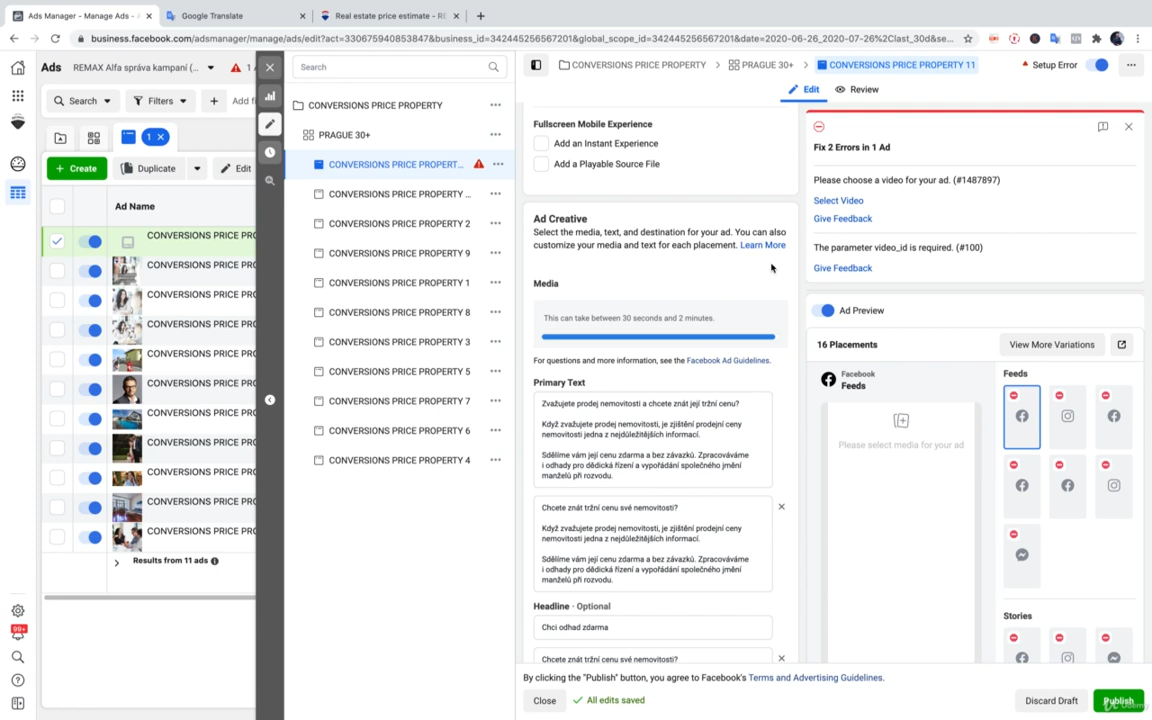 Ads Manager - Manage Ads - A
Google Translate
Real estate price estimate - RE
business.facebook.com/adsmanager/manage/ads/edit?act=330675940853847&business_id=342445256567201&global_scope_id=342445256567201&date=2020-06-26_2020-07-26%2Clast_30d&se...
Ads
REMAX Alfa správa kampaní (...
1
Search
Filters
Add fi
1
Create
Duplicate
Edit
Ad Name
CONVERSIONS PRICE PRO
CONVERSIONS PRICE PRO
CONVERSIONS PRICE PRO
CONVERSIONS PRICE PRO
CONVERSIONS PRICE PRO
CONVERSIONS PRICE PRO
CONVERSIONS PRICE PRO
CONVERSIONS PRICE PRO
CONVERSIONS PRICE PRO
CONVERSIONS PRICE PRO
CONVERSIONS PRICE PRO
Results from 11 ads
99+
Search
CONVERSIONS PRICE PROPERTY
PRAGUE 30+
CONVERSIONS PRICE PROPERT...
CONVERSIONS PRICE PROPERTY ...
CONVERSIONS PRICE PROPERTY 2
CONVERSIONS PRICE PROPERTY 9
CONVERSIONS PRICE PROPERTY 1
CONVERSIONS PRICE PROPERTY 8
CONVERSIONS PRICE PROPERTY 3
CONVERSIONS PRICE PROPERTY 5
CONVERSIONS PRICE PROPERTY 7
CONVERSIONS PRICE PROPERTY 6
CONVERSIONS PRICE PROPERTY 4
CONVERSIONS PRICE PROPERTY
PRAGUE 30+
CONVERSIONS PRICE PROPERTY 11
Setup Error
Edit
Review
Fullscreen Mobile Experience
Add an Instant Experience
Add a Playable Source File
Ad Creative
Select the media, text, and destination for your ad. You can also
customize your media and text for each placement. Learn More
Media
This can take between 30 seconds and 2 minutes.
For questions and more information, see the Facebook Ad Guidelines.
Primary Text
Zvažujete prodej nemovitosti a chcete znát její tržní cenu?
Když zvažujete prodej nemovitosti, je zjištění prodejní ceny
nemovitosti jedna z nejdůležitějších informací.
Sdělíme vám její cenu zdarma a bez závazků. Zpracováváme
i odhady pro dědická řízení a vypořádání společného jmění
manželů při rozvodu.
Chcete znát tržní cenu své nemovitosti?
Když zvažujete prodej nemovitosti, je zjištění prodejní ceny
nemovitosti jedna z nejdůležitějších informací.
Sdělíme vám její cenu zdarma a bez závazků. Zpracováváme
i odhady pro dědická řízení a vypořádání společného jmění
manželů při rozvodu.
Headline · Optional
Chci odhad zdarma
Chcete znát tržní cenu své nemovitosti?
Fix 2 Errors in 1 Ad
Please choose a video for your ad. (#1487897)
Select Video
Give Feedback
The parameter video_id is required. (#100)
Give Feedback
Ad Preview
16 Placements
View More Variations
Facebook
Feeds
Please select media for your ad
Feeds
Stories
By clicking the "Publish" button, you agree to Facebook's Terms and Advertising Guidelines.
Close
All edits saved
Discard Draft
Publish
Udemy